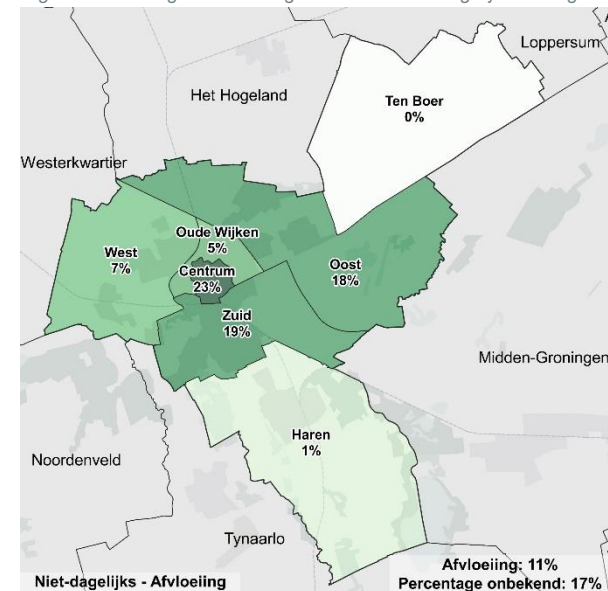 Loppersum
Het Hogeland
Ten Boer
0%
Westerkwartier
Oude Wijken
5%
West
7%
Centrum
23%
Oost
18%
Zuid
19%
Midden-Groningen
Haren
1%
Noordenveld
Tynaarlo
Afvloeiing: 11%
Niet-dagelijks - Afvloeiing
Percentage onbekend: 17%